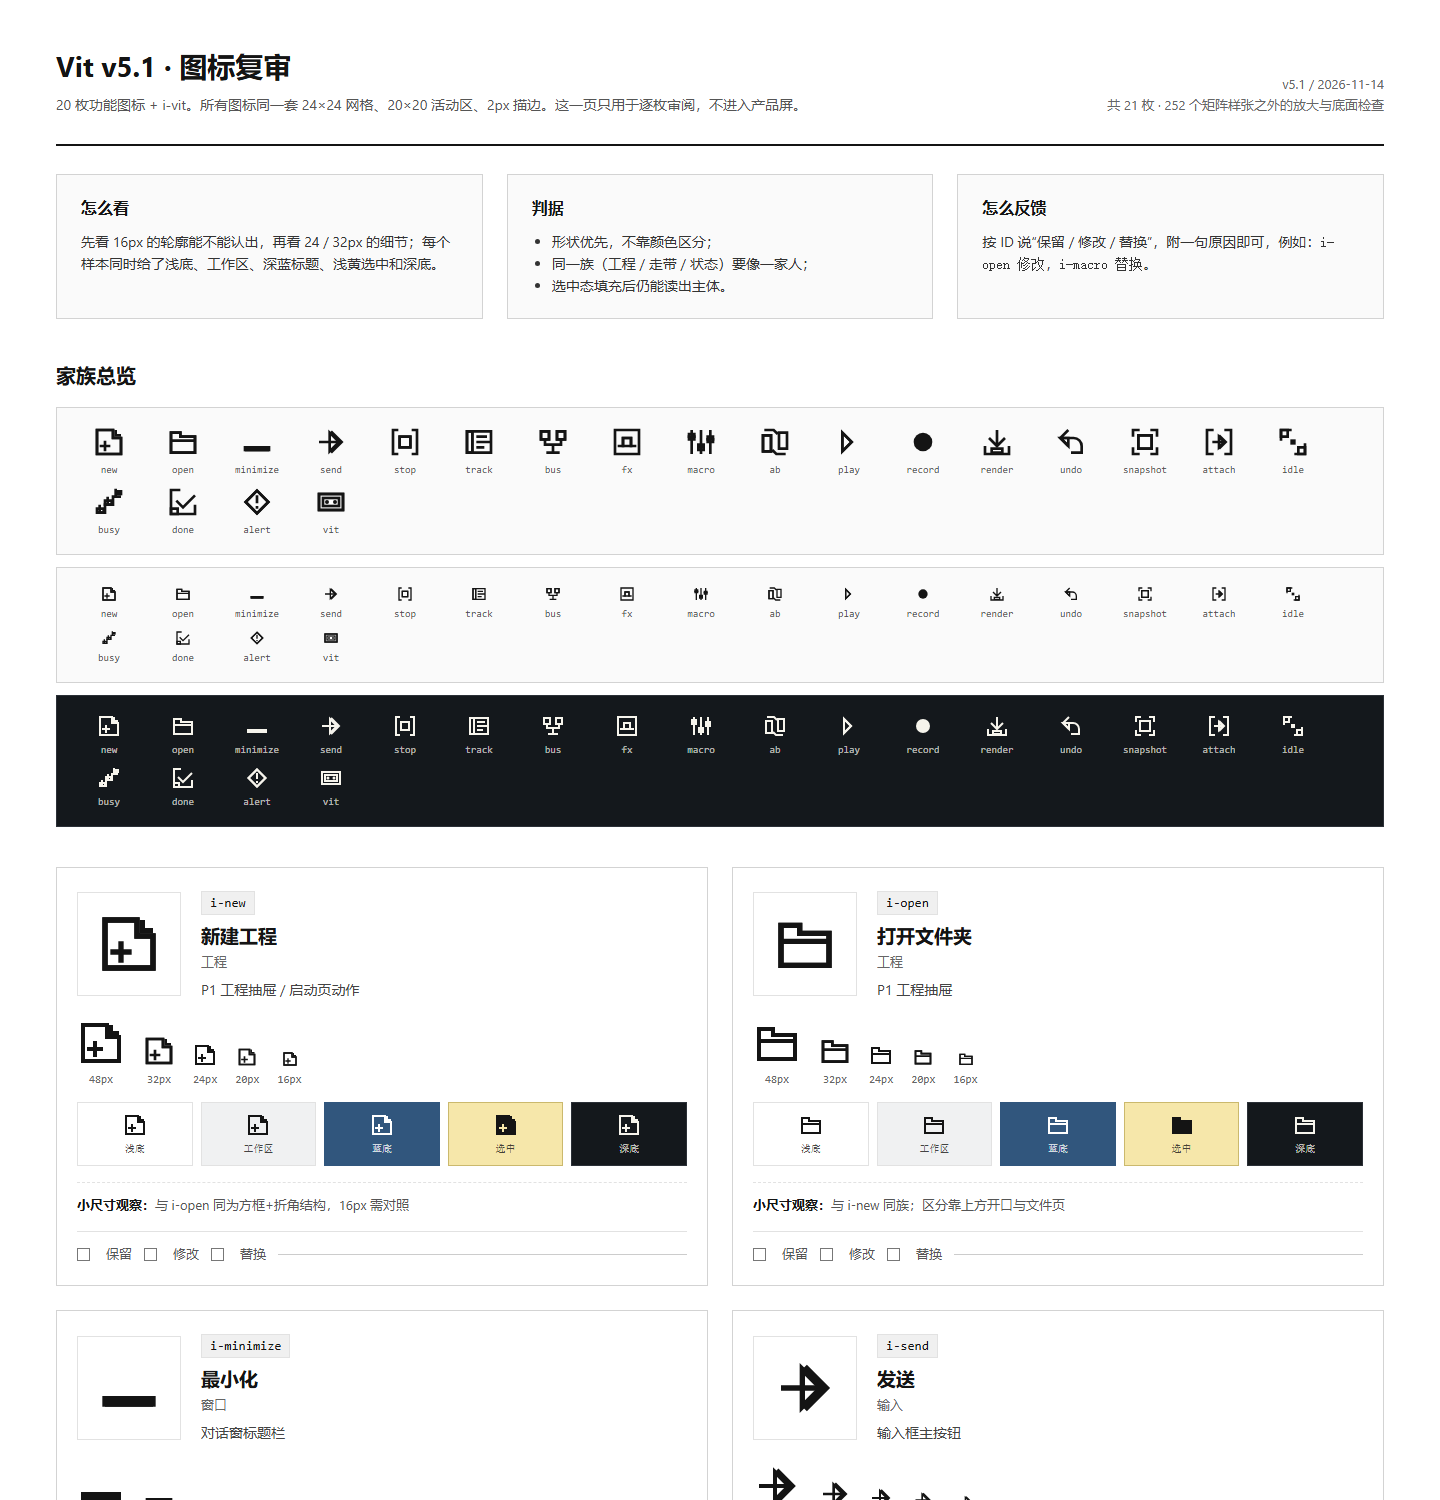 Vit v5.1 · 图标复审
20 枚功能图标 + i-vit。所有图标同一套 24×24 网格、20×20 活动区、2px 描边。这一页只用于逐枚审阅，不进入产品屏。
v5.1 / 2026-11-14
共 21 枚 · 252 个矩阵样张之外的放大与底面检查
怎么看
先看 16px 的轮廓能不能认出，再看 24 / 32px 的细节；每个
样本同时给了浅底、工作区、深蓝标题、浅黄选中和深底。
判据
• 形状优先，不靠颜色区分；
• 同一族（工程 / 走带 / 状态）要像一家人；
• 选中态填充后仍能读出主体。
怎么反馈
按 ID 说“保留 / 修改 / 替换”，附一句原因即可，例如：i-
open 修改，i-macro 替换。
家族总览
new open minimize send stop track bus fx macro ab play record render undo snapshot attach idle
busy done alert vit
new open minimize send stop track bus fx macro ab play record render undo snapshot attach idle
busy done alert vit
new open minimize send stop track bus fx macro ab play record render undo snapshot attach idle
busy done alert vit
i-new
新建工程
工程
P1 工程抽屉 / 启动页动作
48px 32px 24px 20px 16px
浅底 工作区 蓝底 选中 深底
小尺寸观察：与 i-open 同为方框+折角结构，16px 需对照
保留 修改 替换
i-open
打开文件夹
工程
P1 工程抽屉
48px 32px 24px 20px 16px
浅底 工作区 蓝底 选中 深底
小尺寸观察：与 i-new 同族；区分靠上方开口与文件页
保留 修改 替换
i-minimize
最小化
窗口
对话窗标题栏
i-send
发送
输入
输入框主按钮